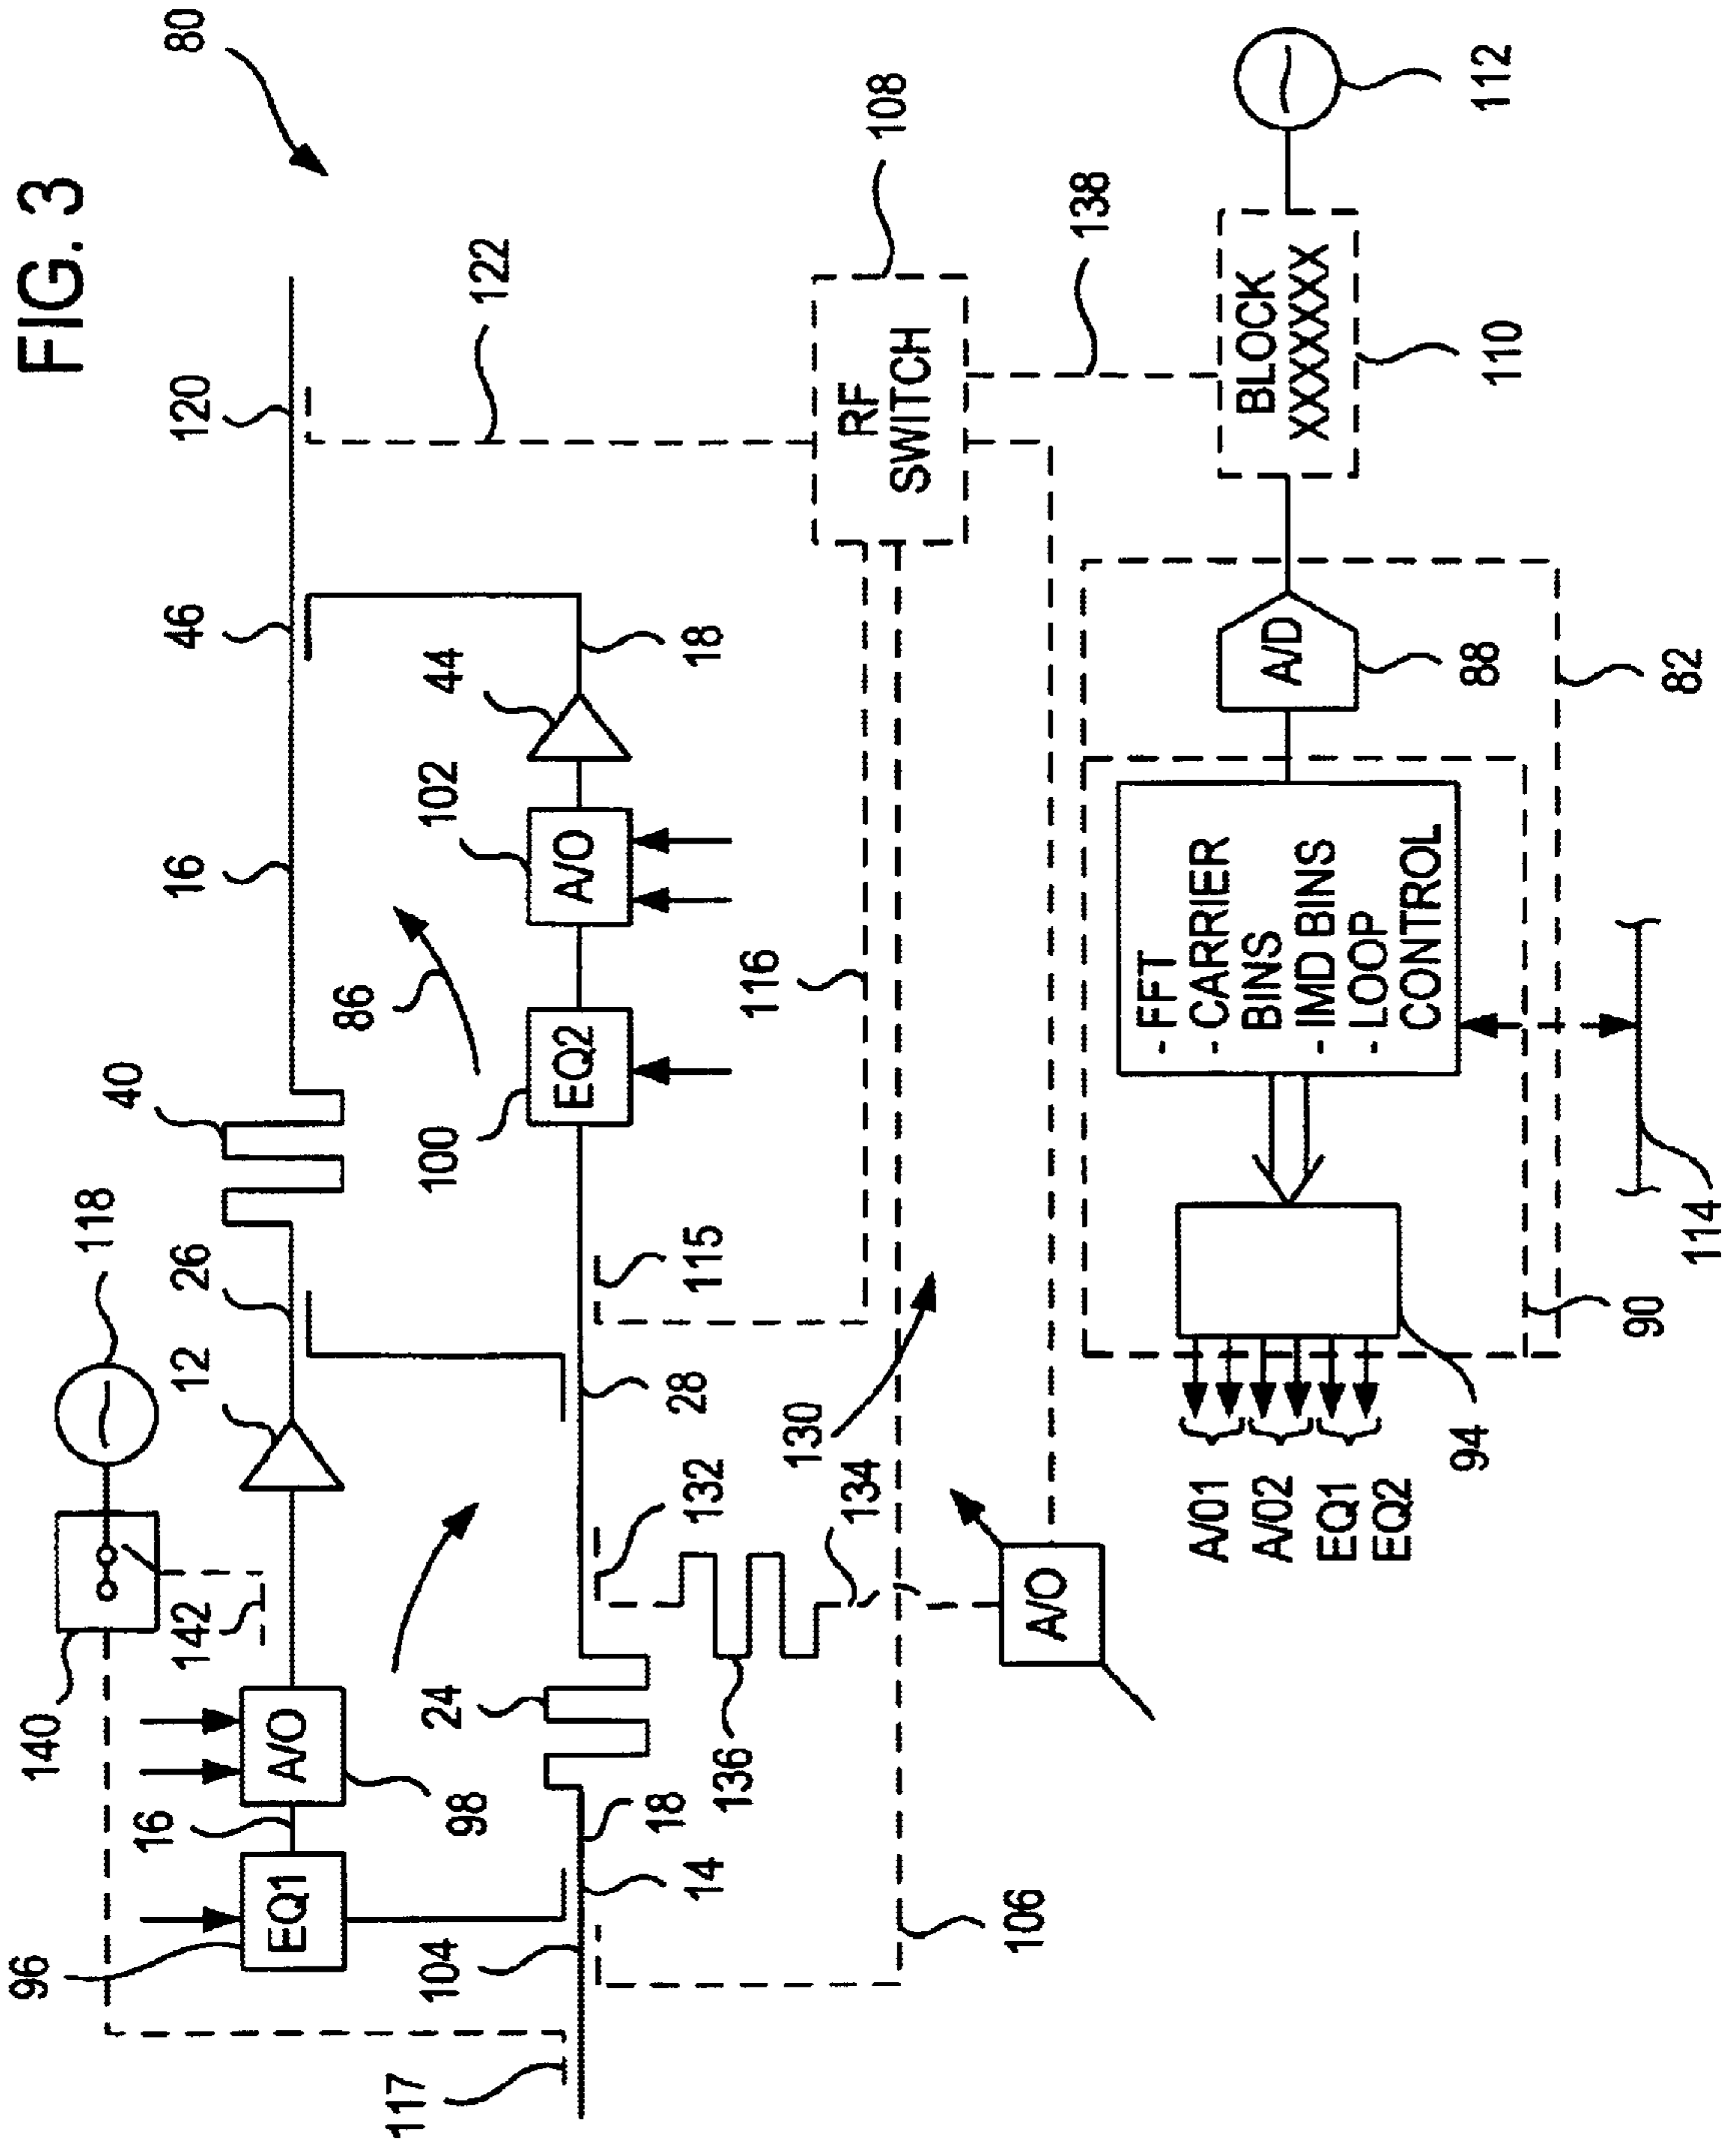 FIG. 3
80
118
140
142
12
26
40
16
46
120
122
96
EQ1
16
A/O
98
86
102
44
18
100
EQ2
A/O
117
104
14
18
24
132
28
115
116
RF
SWITCH
108
106
136
134
130
A/O
138
BLOCK
XXXXXXX
110
112
A/D
88
82
- FFT
- CARRIER
BINS
- IMD BINS
- LOOP
CONTROL
A/01
A/02
EQ1
EQ2
94
90
114